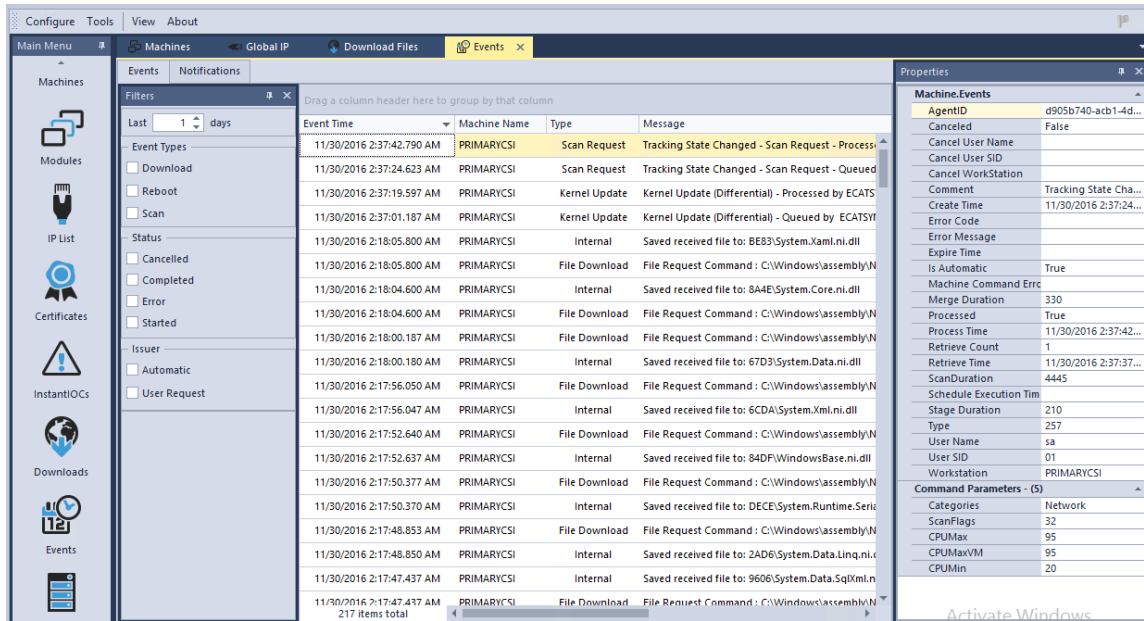 Configure Tools View About
Main Menu
Machines
Modules
IP List
Certificates
InstantIOCs
Downloads
Events
Machines Global IP Download Files Events
Events Notifications
Filters
Last 1 days
Event Types
Download
Reboot
Scan
Status
Cancelled
Completed
Error
Started
Issuer
Automatic
User Request
Drag a column header here to group by that column
Event Time Machine Name Type Message
11/30/2016 2:37:42.790 AM PRIMARYCSI Scan Request Tracking State Changed - Scan Request - Process
11/30/2016 2:37:24.623 AM PRIMARYCSI Scan Request Tracking State Changed - Scan Request - Queued
11/30/2016 2:37:19.597 AM PRIMARYCSI Kernel Update Kernel Update (Differential) - Processed by ECATS
11/30/2016 2:37:01.187 AM PRIMARYCSI Kernel Update Kernel Update (Differential) - Queued by ECATSY
11/30/2016 2:18:05.800 AM PRIMARYCSI Internal Saved received file to: BE83\System.Xaml.ni.dll
11/30/2016 2:18:05.800 AM PRIMARYCSI File Download File Request Command : C:\Windows\assembly\N
11/30/2016 2:18:04.600 AM PRIMARYCSI Internal Saved received file to: 8A4E\System.Core.ni.dll
11/30/2016 2:18:04.600 AM PRIMARYCSI File Download File Request Command : C:\Windows\assembly\N
11/30/2016 2:18:00.187 AM PRIMARYCSI File Download File Request Command : C:\Windows\assembly\N
11/30/2016 2:18:00.180 AM PRIMARYCSI Internal Saved received file to: 67D3\System.Data.ni.dll
11/30/2016 2:17:56.050 AM PRIMARYCSI File Download File Request Command : C:\Windows\assembly\N
11/30/2016 2:17:56.047 AM PRIMARYCSI Internal Saved received file to: 6CDA\System.Xml.ni.dll
11/30/2016 2:17:52.640 AM PRIMARYCSI File Download File Request Command : C:\Windows\assembly\N
11/30/2016 2:17:52.637 AM PRIMARYCSI Internal Saved received file to: 84DF\WindowsBase.ni.dll
11/30/2016 2:17:50.377 AM PRIMARYCSI File Download File Request Command : C:\Windows\assembly\N
11/30/2016 2:17:50.370 AM PRIMARYCSI Internal Saved received file to: DECE\System.Runtime.Seria
11/30/2016 2:17:48.853 AM PRIMARYCSI File Download File Request Command : C:\Windows\assembly\N
11/30/2016 2:17:48.850 AM PRIMARYCSI Internal Saved received file to: 2AD6\System.Data.Linq.ni.
11/30/2016 2:17:47.437 AM PRIMARYCSI Internal Saved received file to: 9606\System.Data.SqlXml.n
11/30/2016 2:17:47.437 AM PRIMARYCSI File Download File Request Command : C:\Windows\assembly\N
217 items total
Properties
Machine.Events
AgentID d905b740-acb1-4d...
Canceled False
Cancel User Name
Cancel User SID
Cancel WorkStation
Comment Tracking State Cha...
Create Time 11/30/2016 2:37:24...
Error Code
Error Message
Expire Time
Is Automatic True
Machine Command Errc
Merge Duration 330
Processed True
Process Time 11/30/2016 2:37:42...
Retrieve Count 1
Retrieve Time 11/30/2016 2:37:37...
ScanDuration 4445
Schedule Execution Tim
Stage Duration 210
Type 257
User Name sa
User SID 01
Workstation PRIMARYCSI
Command Parameters - (5)
Categories Network
ScanFlags 32
CPUMax 95
CPUMaxVM 95
CPUMin 20
Activate Windows